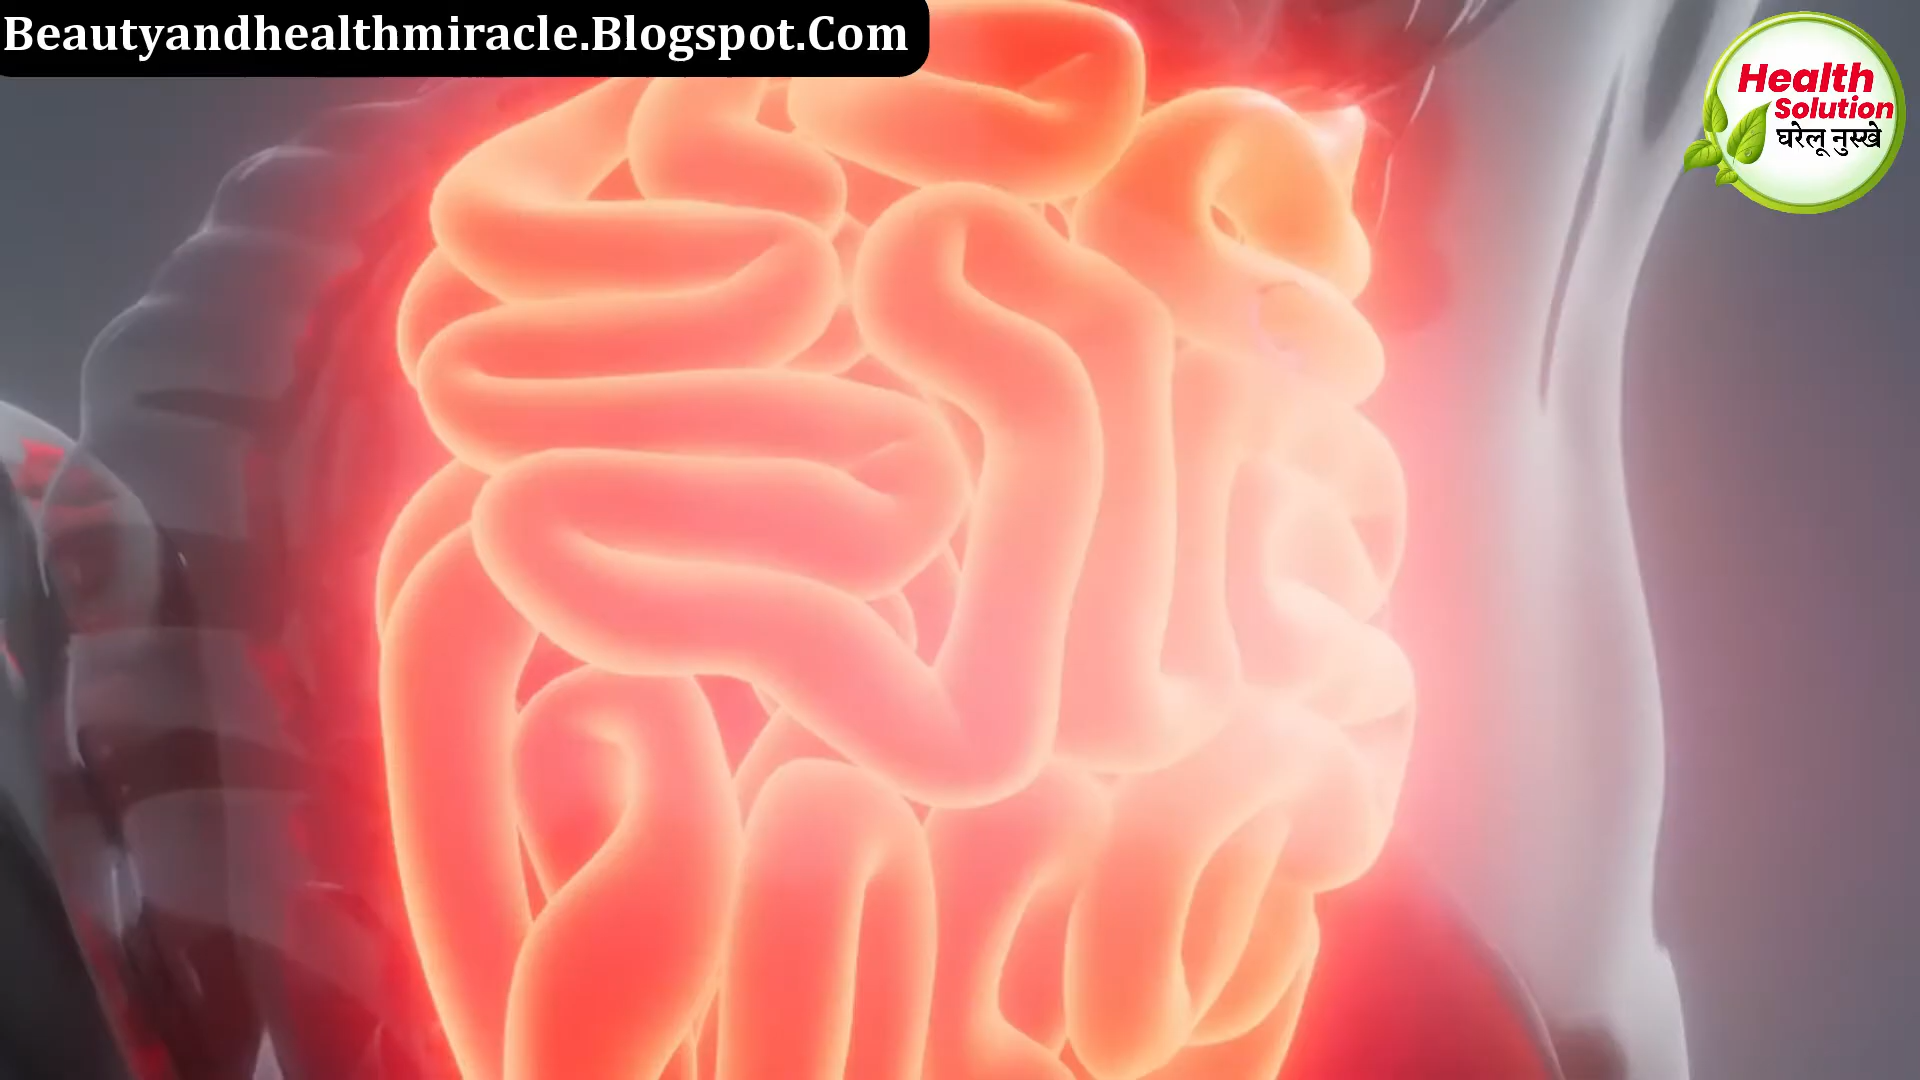 Beautyandhealthmiracle.Blogspot.Com
Health
Solution
घरेलू नुस्खे